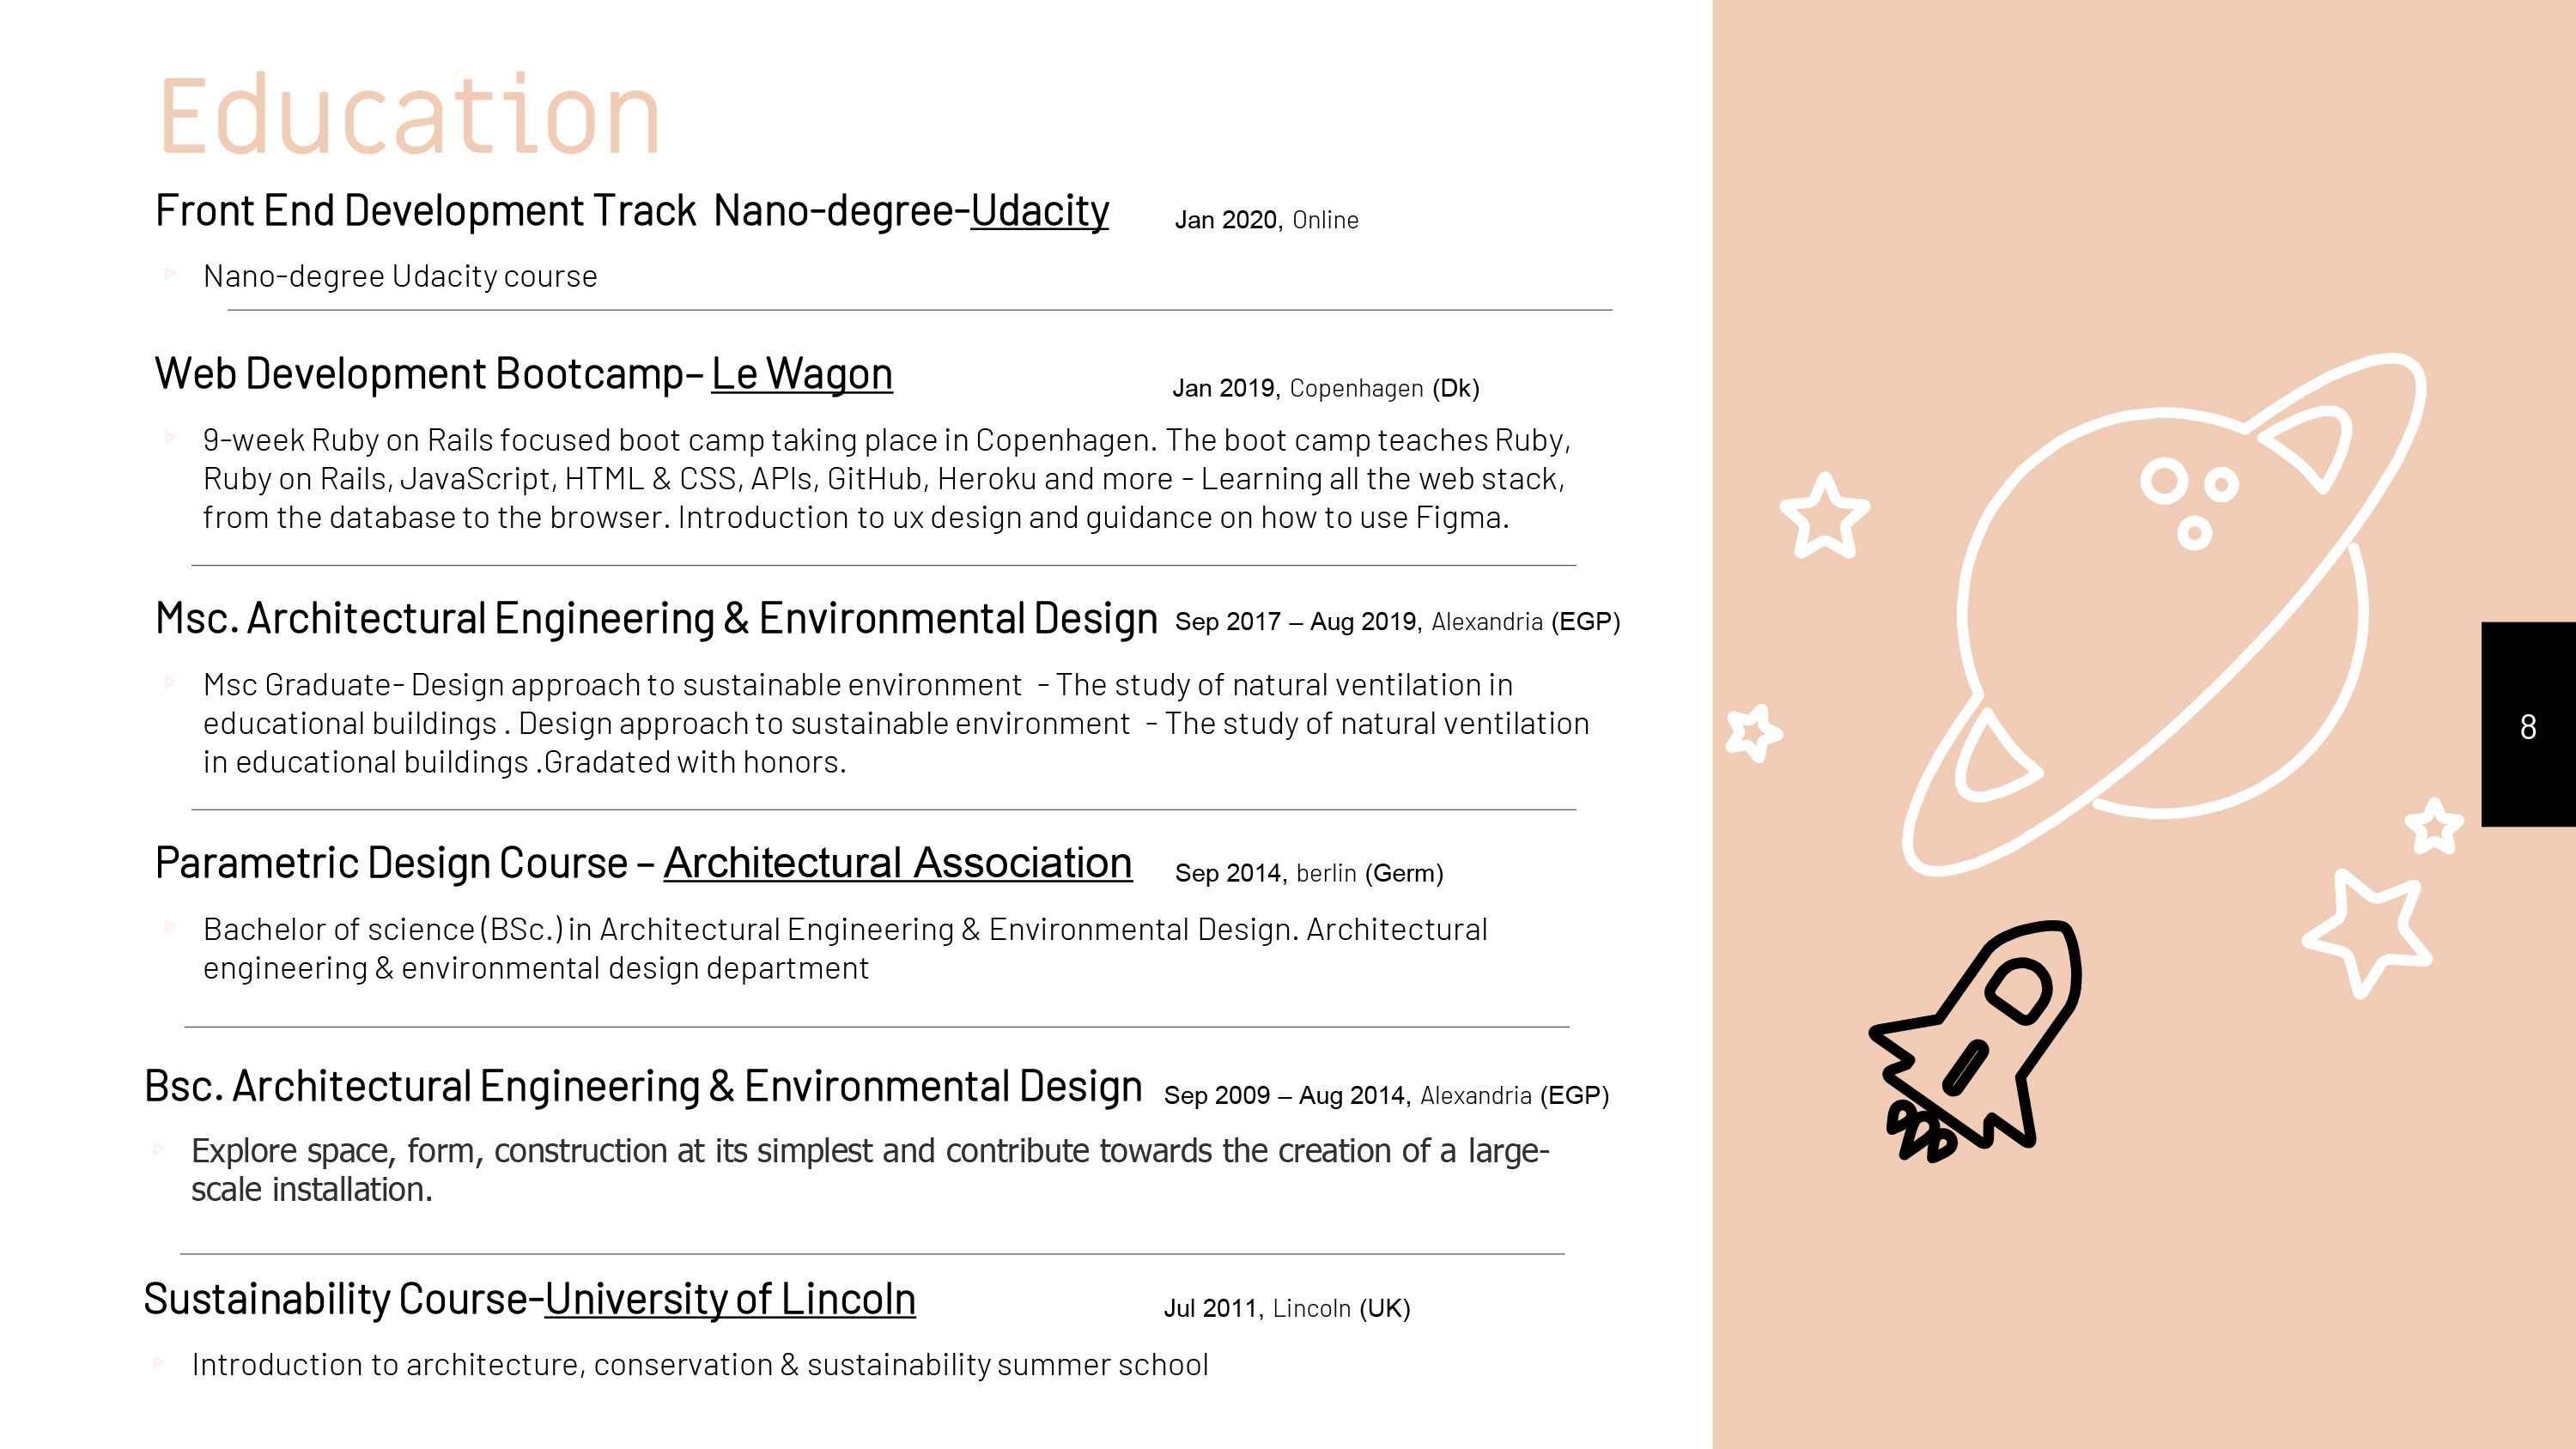 Education
Front End Development Track  Nano-degree-Udacity Jan 2020, Online
Nano-degree Udacity course
Web Development Bootcamp- Le Wagon Jan 2019, Copenhagen (Dk)
9-week Ruby on Rails focused boot camp taking place in Copenhagen. The boot camp teaches Ruby,
Ruby on Rails, JavaScript, HTML & CSS, APIs, GitHub, Heroku and more - Learning all the web stack,
from the database to the browser. Introduction to ux design and guidance on how to use Figma.
Msc. Architectural Engineering & Environmental Design Sep 2017 – Aug 2019, Alexandria (EGP)
Msc Graduate- Design approach to sustainable environment  - The study of natural ventilation in
educational buildings . Design approach to sustainable environment  - The study of natural ventilation
in educational buildings .Gradated with honors.
Parametric Design Course – Architectural Association Sep 2014, berlin (Germ)
Bachelor of science (BSc.) in Architectural Engineering & Environmental Design. Architectural
engineering & environmental design department
Bsc. Architectural Engineering & Environmental Design Sep 2009 – Aug 2014, Alexandria (EGP)
Explore space, form, construction at its simplest and contribute towards the creation of a large-
scale installation.
Sustainability Course-University of Lincoln Jul 2011, Lincoln (UK)
Introduction to architecture, conservation & sustainability summer school
8